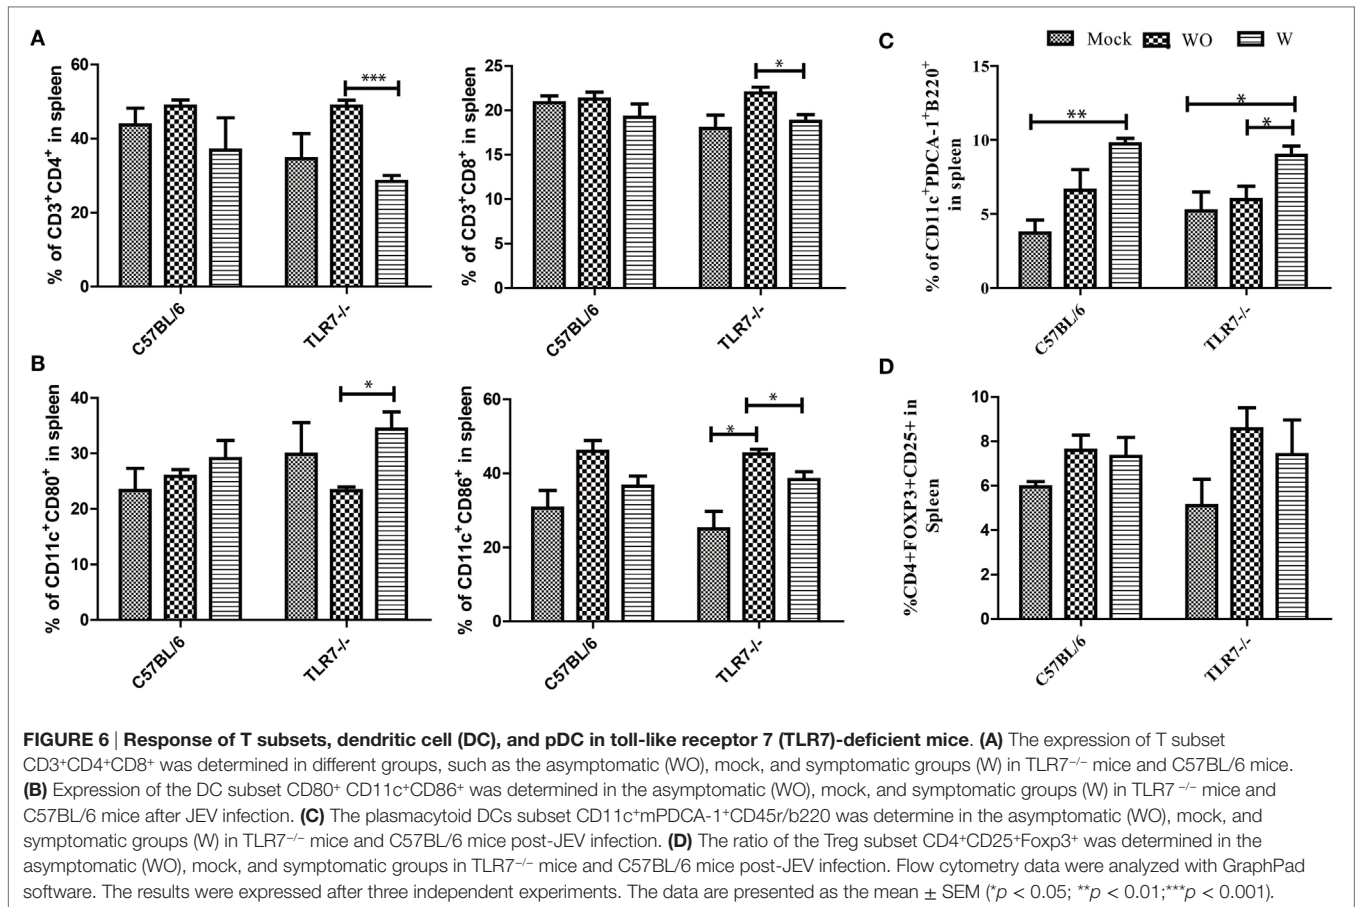 A
% of CD3+CD4+ in spleen
60
40
20
0
***
C57BL/6
TLR7-/-
% of CD3+CD8+ in spleen
25
20
15
10
5
0
*
C57BL/6
TLR7-/-
C
Mock
WO
W
% of CD11c+PDCA-1+B220+
in spleen
15
10
5
0
**
*
*
C57BL/6
TLR7-/-
B
% of CD11c+CD80+ in spleen
40
30
20
10
0
*
C57BL/6
TLR7-/-
% of CD11c+CD86+ in spleen
60
40
20
0
*
*
C57BL/6
TLR7-/-
D
%CD4+FOXP3+CD25+ in
Spleen
10
8
6
4
2
0
C57BL/6
TLR7-/-
FIGURE 6 | Response of T subsets, dendritic cell (DC), and pDC in toll-like receptor 7 (TLR7)-deficient mice. (A) The expression of T subset
CD3+CD4+CD8+ was determined in different groups, such as the asymptomatic (WO), mock, and symptomatic groups (W) in TLR7−/− mice and C57BL/6 mice.
(B) Expression of the DC subset CD80+ CD11c+CD86+ was determined in the asymptomatic (WO), mock, and symptomatic groups (W) in TLR7 −/− mice and
C57BL/6 mice after JEV infection. (C) The plasmacytoid DCs subset CD11c+mPDCA-1+CD45r/b220 was determine in the asymptomatic (WO), mock, and
symptomatic groups (W) in TLR7−/− mice and C57BL/6 mice post-JEV infection. (D) The ratio of the Treg subset CD4+CD25+Foxp3+ was determined in the
asymptomatic (WO), mock, and symptomatic groups in TLR7−/− mice and C57BL/6 mice post-JEV infection. Flow cytometry data were analyzed with GraphPad
software. The results were expressed after three independent experiments. The data are presented as the mean ± SEM (*p < 0.05; **p < 0.01;***p < 0.001).